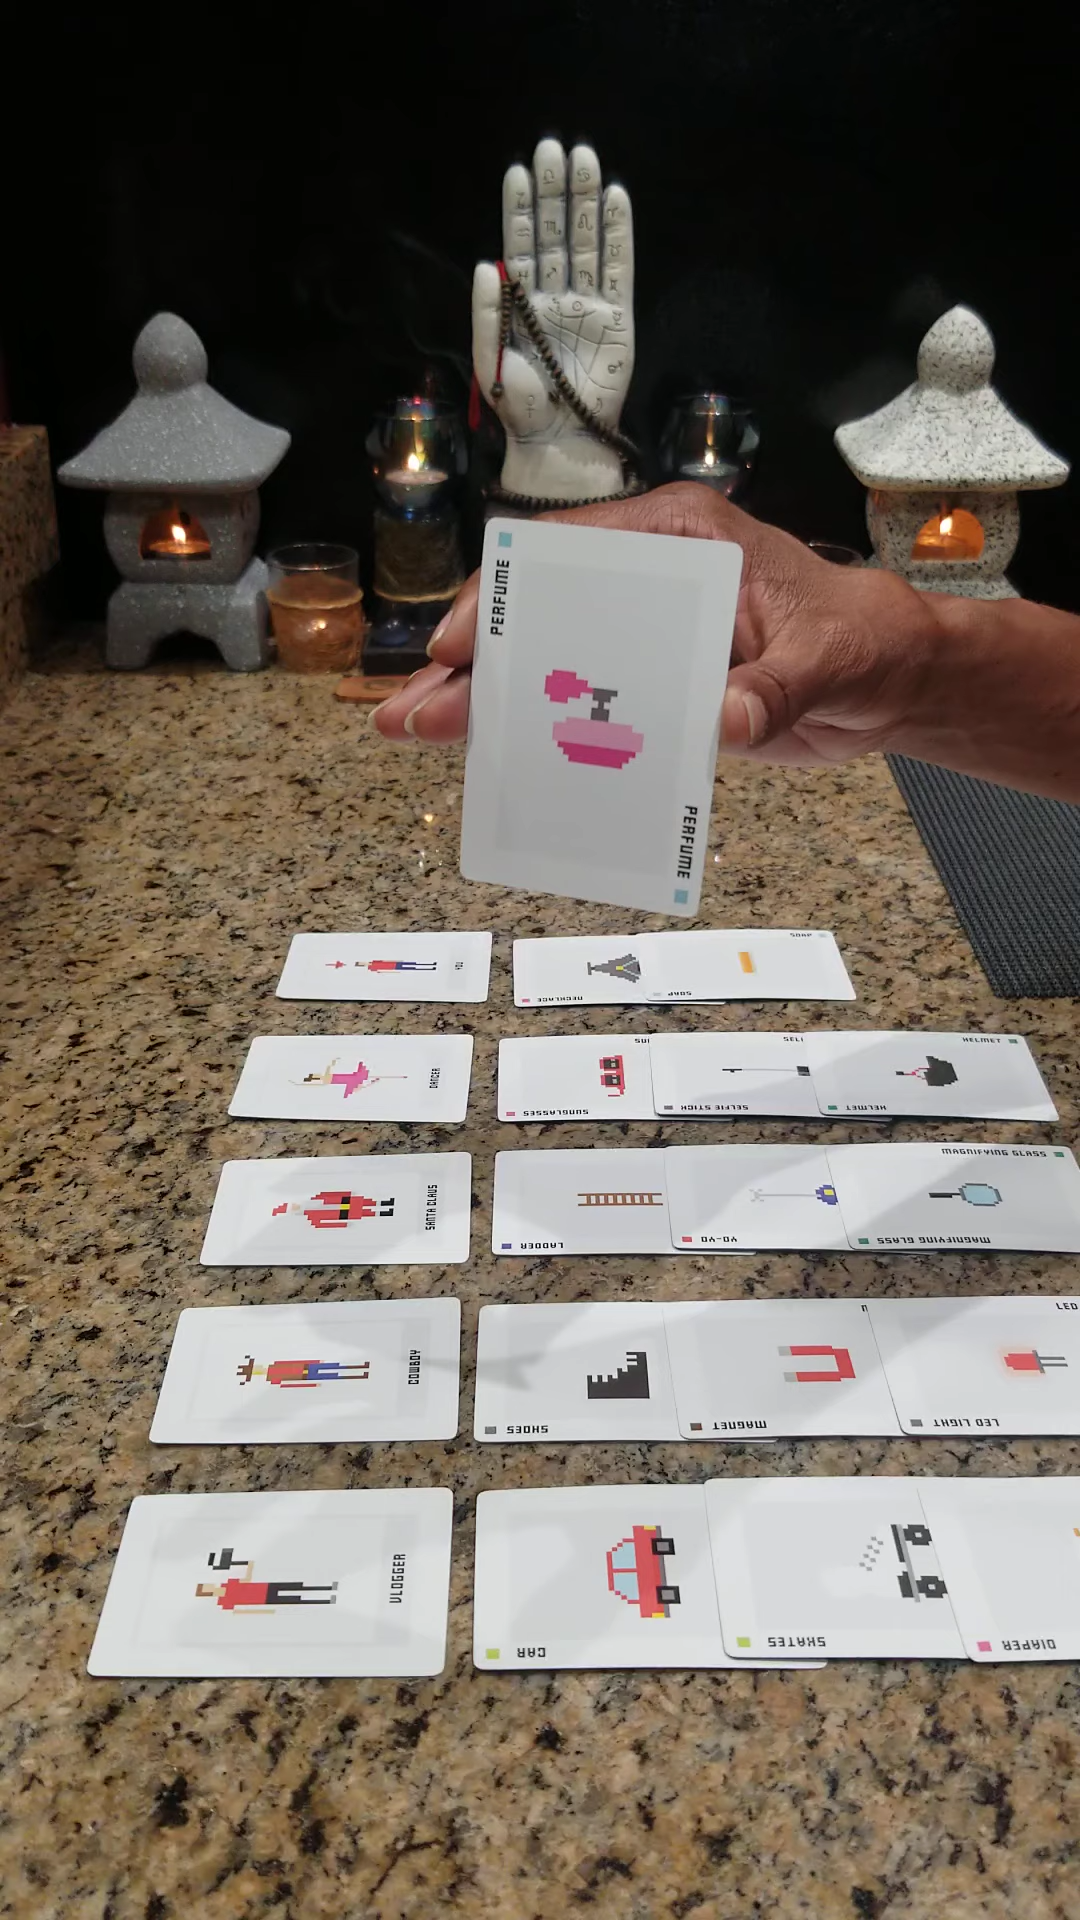 PERFUME
PERFUME
YOU
NECKLACE
SOAP
SOAP
DANCER
SUNGLASSES
SELFIE STICK
HELMET
HELMET
SANTA CLAUS
LADDER
YO-YO
MAGNIFYING GLASS
MAGNIFYING GLASS
COWBOY
SHOES
MAGNET
LED
LED LIGHT
VLOGGER
CAR
SKATES
DIAPER